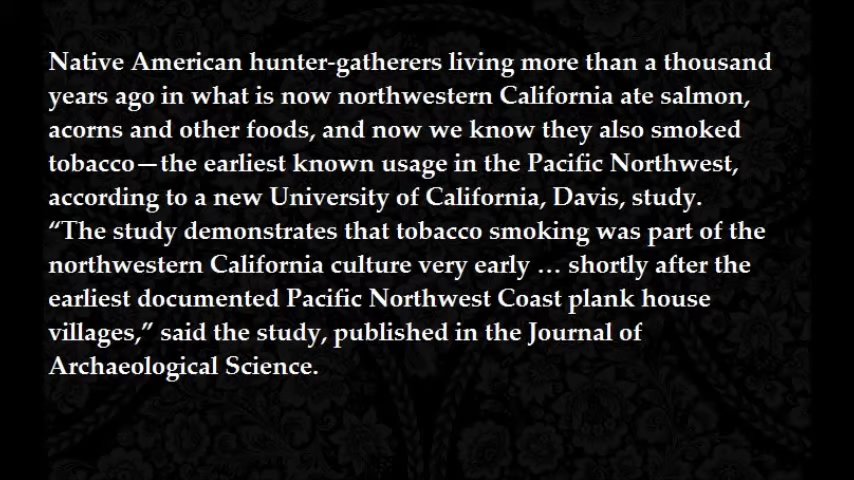 Native American hunter-gatherers living more than a thousand
years ago in what is now northwestern California ate salmon,
acorns and other foods, and now we know they also smoked
tobacco—the earliest known usage in the Pacific Northwest,
according to a new University of California, Davis, study.
“The study demonstrates that tobacco smoking was part of the
northwestern California culture very early … shortly after the
earliest documented Pacific Northwest Coast plank house
villages,” said the study, published in the Journal of
Archaeological Science.